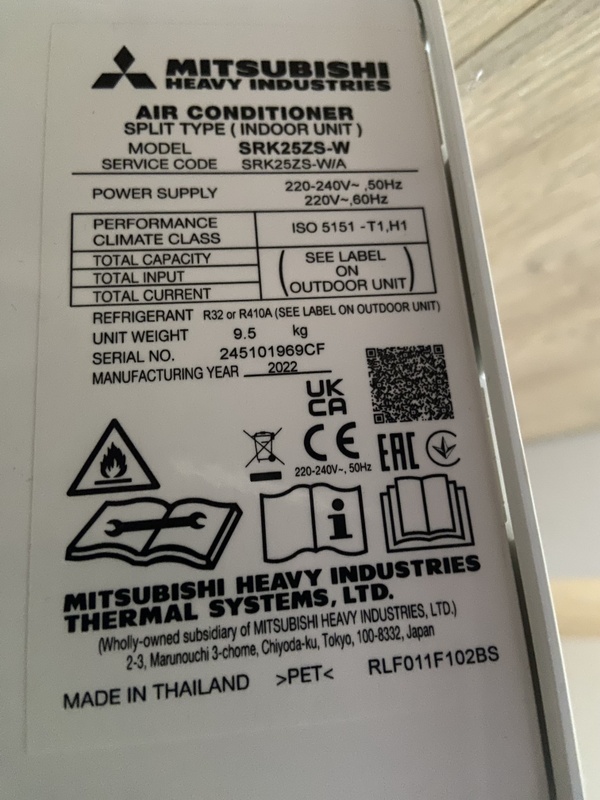 MITSUBISHI
HEAVY INDUSTRIES
AIR CONDITIONER
SPLIT TYPE ( INDOOR UNIT )
MODEL SRK25ZS-W
SERVICE CODE SRK25ZS-W/A
POWER SUPPLY 220-240V~ ,50Hz
220V~,60Hz
PERFORMANCE
CLIMATE CLASS
ISO 5151 -T1,H1
TOTAL CAPACITY
TOTAL INPUT
TOTAL CURRENT
( SEE LABEL
ON
OUTDOOR UNIT )
REFRIGERANT R32 or R410A (SEE LABEL ON OUTDOOR UNIT)
UNIT WEIGHT 9.5 kg
SERIAL NO. 245101969CF
MANUFACTURING YEAR 2022
UK
CA
CE
EAC
220-240V~, 50Hz
i
MITSUBISHI HEAVY INDUSTRIES
THERMAL SYSTEMS, LTD.
(Wholly-owned subsidiary of MITSUBISHI HEAVY INDUSTRIES, LTD.)
2-3, Marunouchi 3-chome, Chiyoda-ku, Tokyo, 100-8332, Japan
MADE IN THAILAND >PET< RLF011F102BS